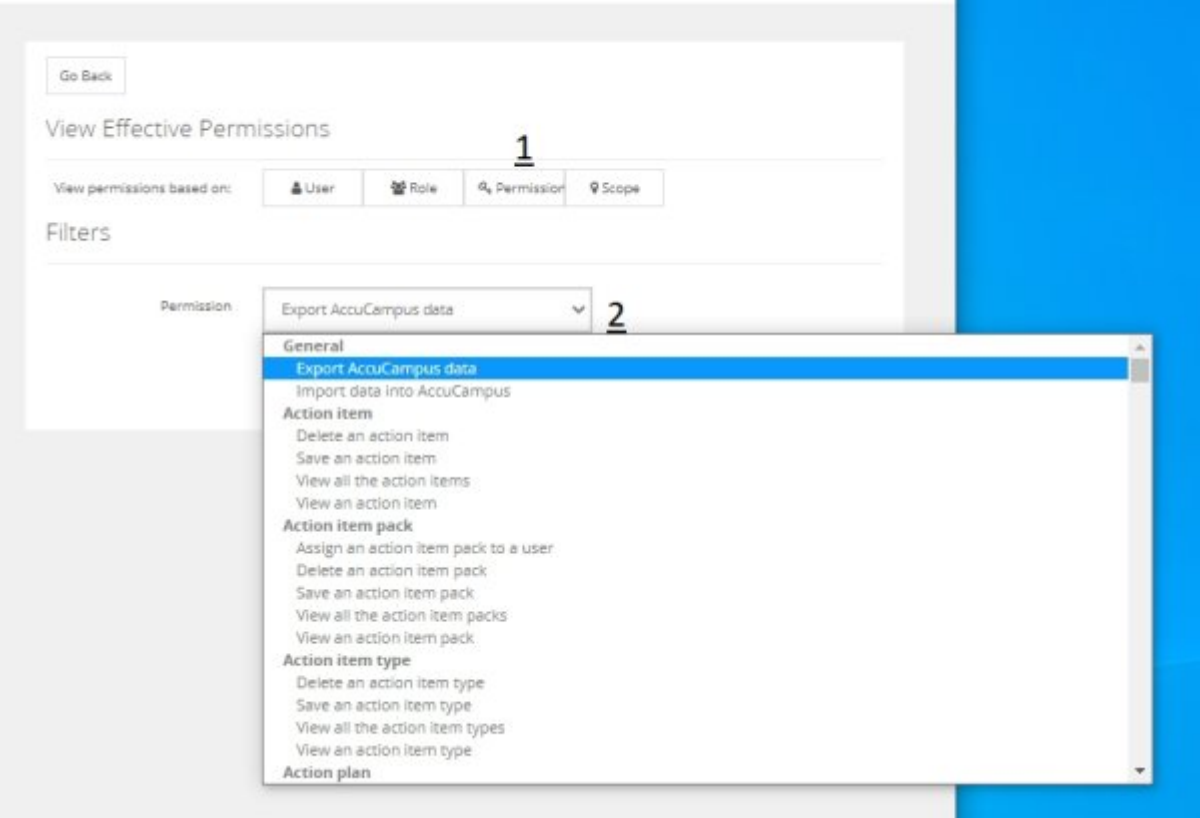 Go Back
View Effective Permissions
1
View permissions based on: User Role Permission Scope
Filters
Permission Export AccuCampus data 2
General
Export AccuCampus data
Import data into AccuCampus
Action item
Delete an action item
Save an action item
View all the action items
View an action item
Action item pack
Assign an action item pack to a user
Delete an action item pack
Save an action item pack
View all the action item packs
View an action item pack
Action item type
Delete an action item type
Save an action item type
View all the action item types
View an action item type
Action plan